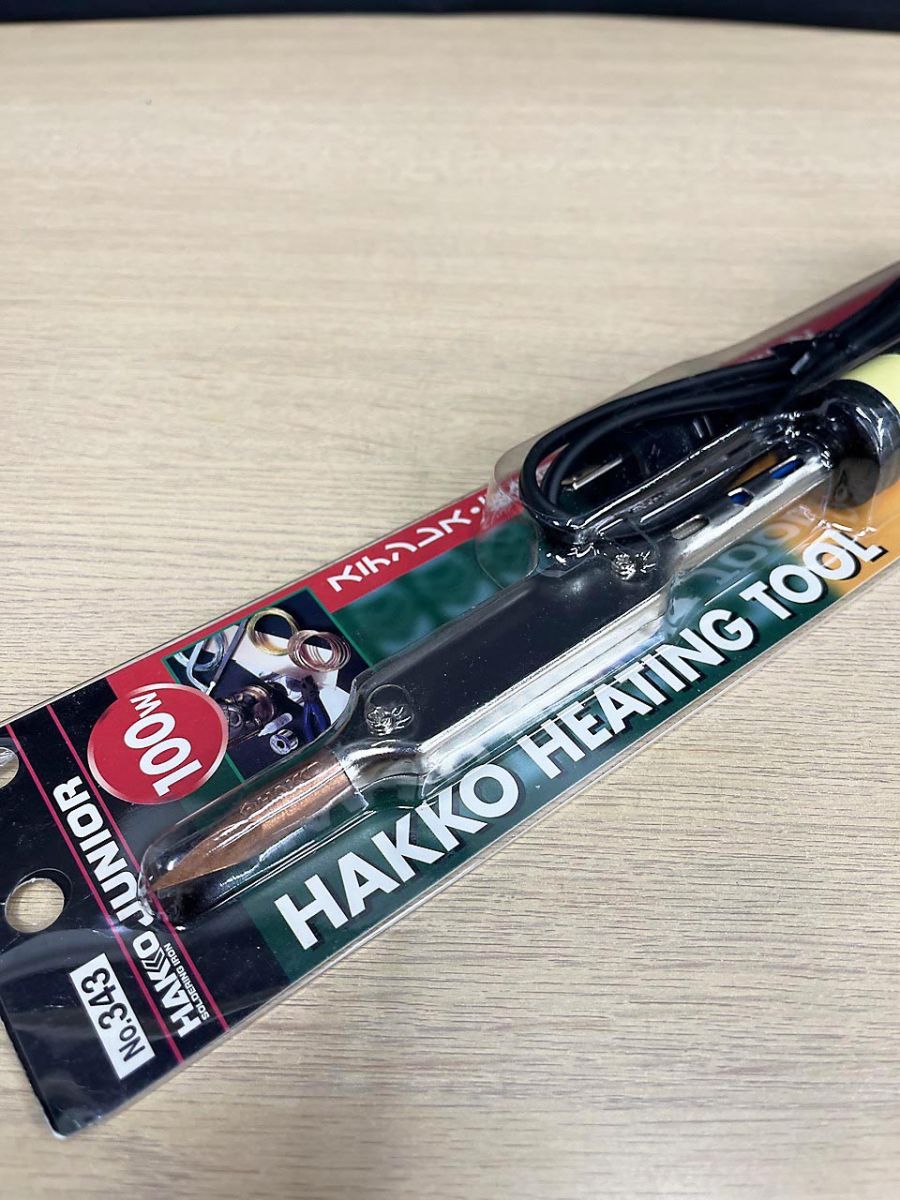 No.343
HAKKO JUNIOR
SOLDERING IRON
100W
HAKKO HEATING TOOL